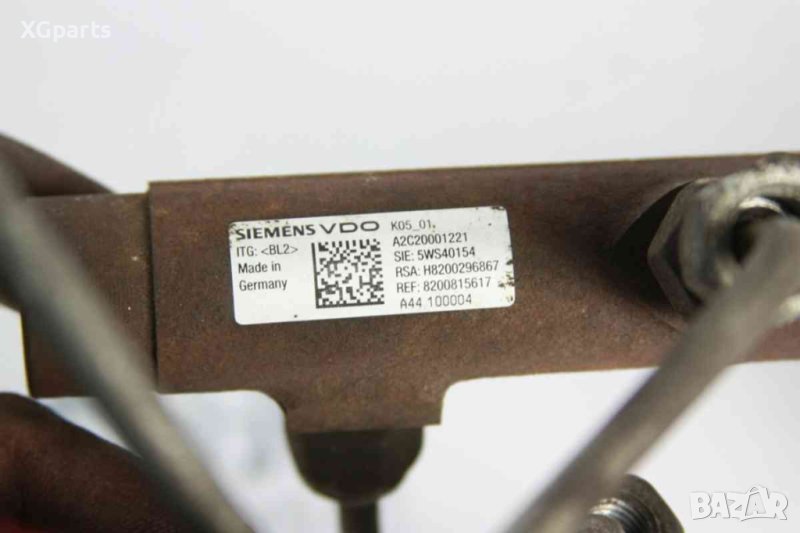 XGparts
SIEMENS VDO K05_01.
ITG: <BL2> A2C20001221
Made in SIE: 5WS40154
Germany RSA: H8200296867
REF: 8200815617
A44 100004
BAZAR